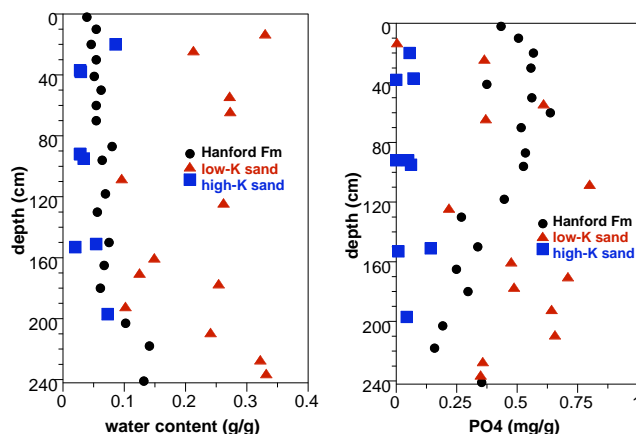 0
40
80
120
160
200
240
depth (cm)
0
0.1
0.2
0.3
0.4
water content (g/g)
Hanford Fm
low-K sand
high-K sand
0
40
80
120
160
200
240
depth (cm)
0
0.25
0.5
0.75
1
PO4 (mg/g)
Hanford Fm
low-K sand
high-K sand